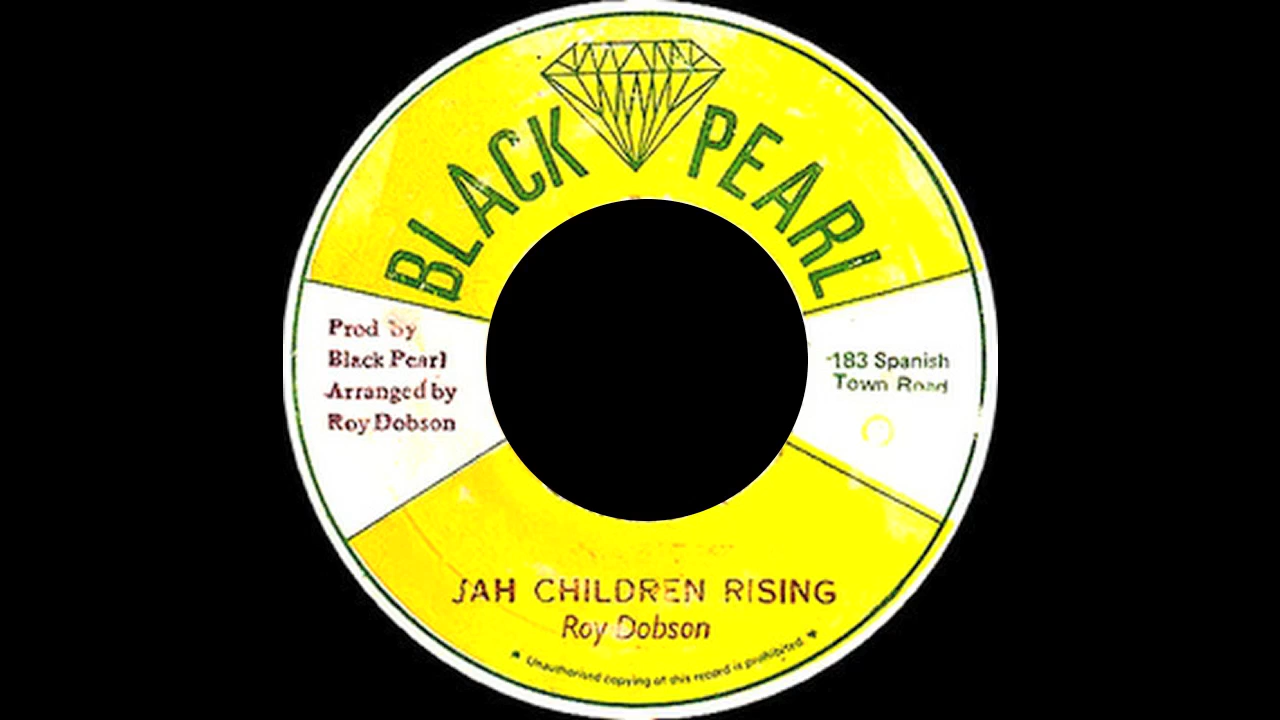 BLACK PEARL
Prod by
Black Pearl
Arranged by
Roy Dobson
183 Spanish
Town Road
JAH CHILDREN RISING
Roy Dobson
* Unauthorised copying of this record is prohibited *